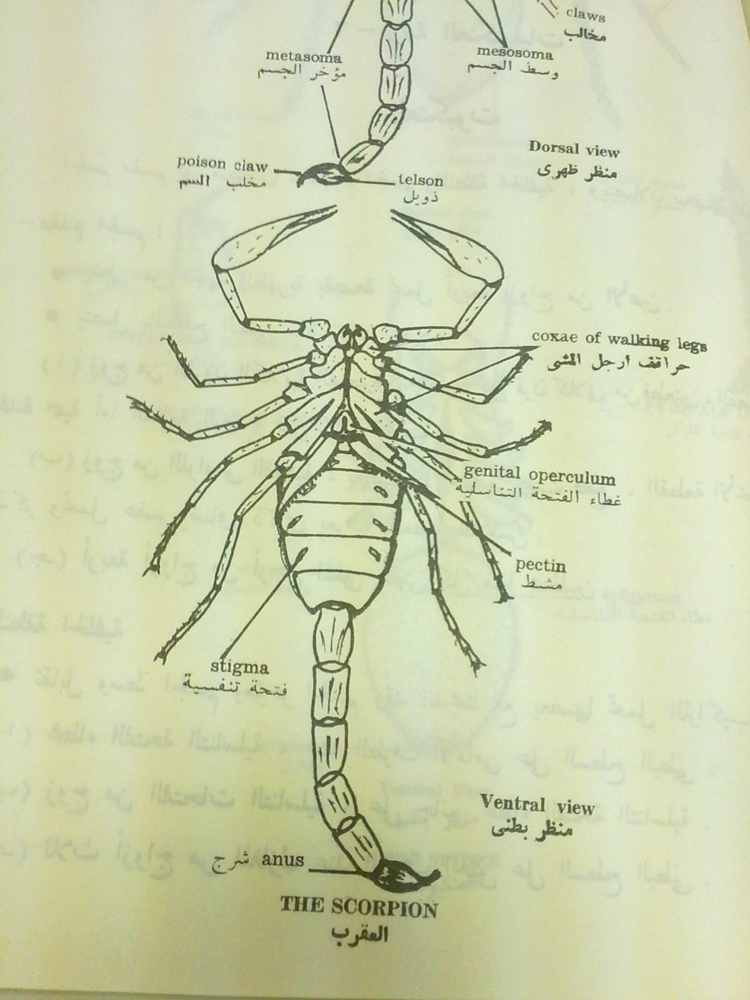 claws
مخالب
metasoma
مؤخر الجسم
mesosoma
وسط الجسم
Dorsal view
منظر ظهرى
poison claw
مخلب السم
telson
ذويل
coxae of walking legs
حراقف ارجل المشى
genital operculum
غطاء الفتحة التناسلية
pectin
مشط
stigma
فتحة تنفسية
Ventral view
منظر بطنى
شرج anus
THE SCORPION
العقرب